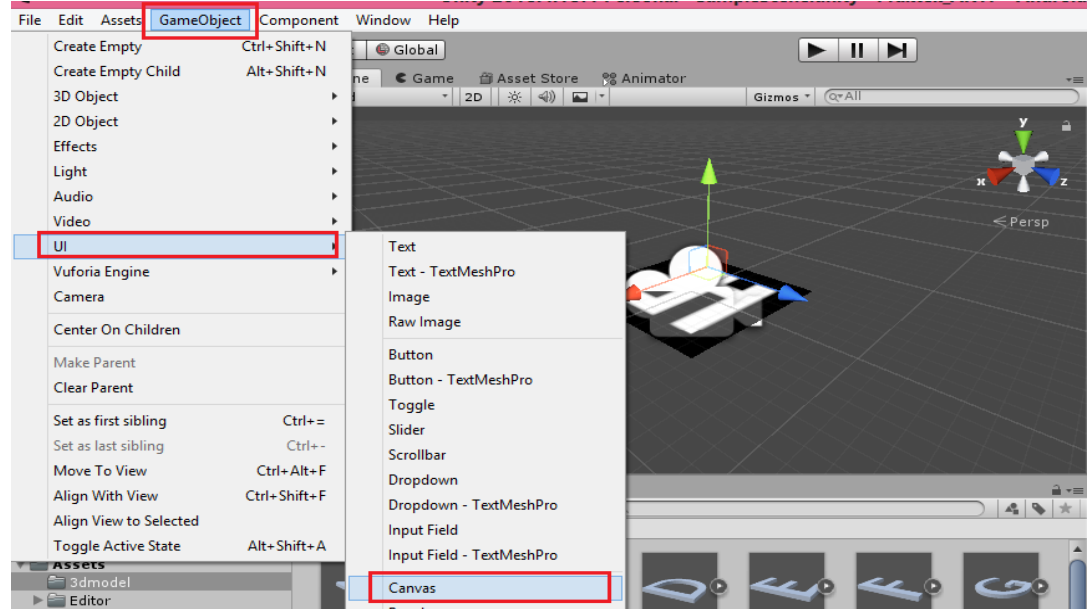 File Edit Assets GameObject Component Window Help
Create Empty Ctrl+Shift+N
Create Empty Child Alt+Shift+N
3D Object
2D Object
Effects
Light
Audio
Video
UI
Vuforia Engine
Camera
Center On Children
Make Parent
Clear Parent
Set as first sibling Ctrl+=
Set as last sibling Ctrl+-
Move To View Ctrl+Alt+F
Align With View Ctrl+Shift+F
Align View to Selected
Toggle Active State Alt+Shift+A
Text
Text - TextMeshPro
Image
Raw Image
Button
Button - TextMeshPro
Toggle
Slider
Scrollbar
Dropdown
Dropdown - TextMeshPro
Input Field
Input Field - TextMeshPro
Canvas
Global
ne Game Asset Store Animator
2D Gizmos All
y
x z
Persp
Assets
3dmodel
Editor